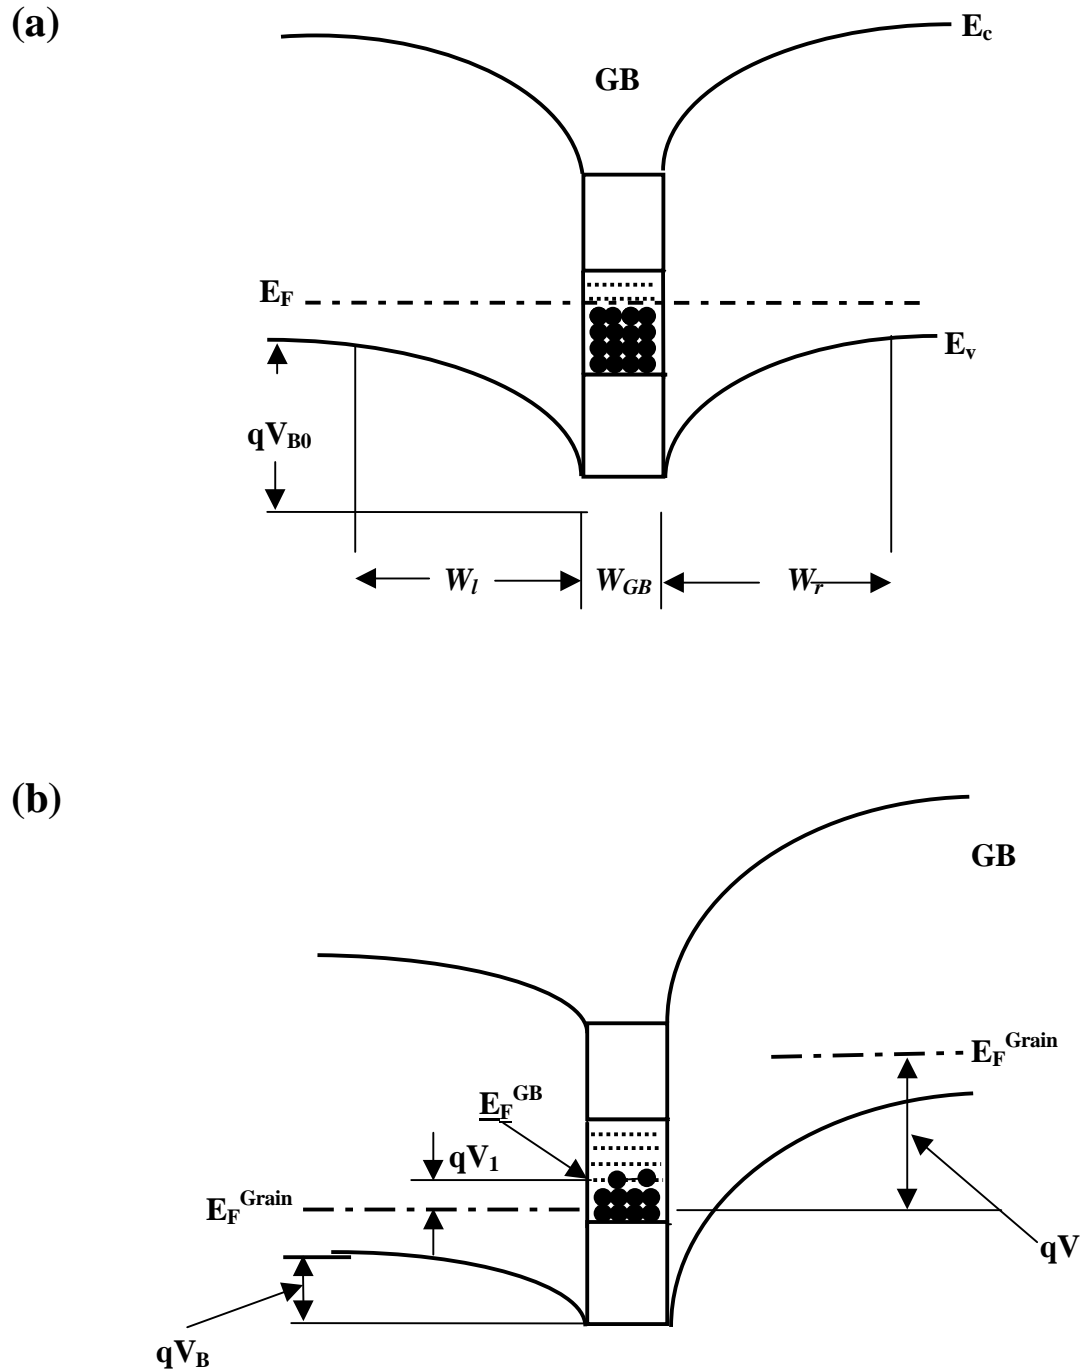 (a)
E_c
GB
E_F
E_v
qV_B0
W_l
W_GB
W_r
(b)
GB
E_F^Grain
E_F^GB
qV_1
E_F^Grain
qV
qV_B